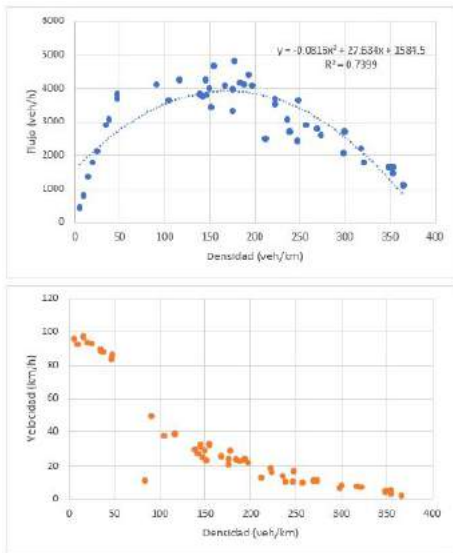 6000
5000
4000
3000
2000
1000
0
Flujo (veh/h)
y = -0.0816x² + 27.634x + 1584.5
R² = 0.7399
0 50 100 150 200 250 300 350 400
Densidad (veh/km)
120
100
80
60
40
20
0
Velocidad (km/h)
0 50 100 150 200 250 300 350 400
Densidad (veh/km)